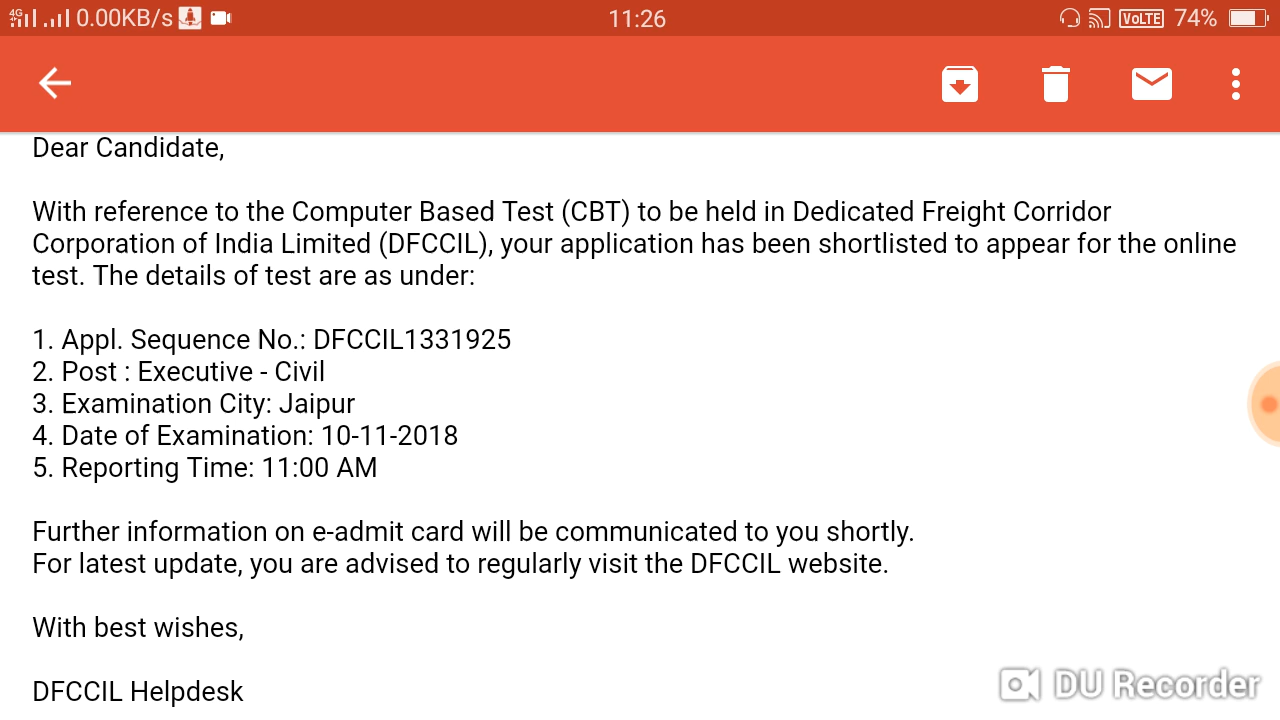 4G 0.00KB/s 11:26 VoLTE 74%
Dear Candidate,
With reference to the Computer Based Test (CBT) to be held in Dedicated Freight Corridor
Corporation of India Limited (DFCCIL), your application has been shortlisted to appear for the online
test. The details of test are as under:
1. Appl. Sequence No.: DFCCIL1331925
2. Post : Executive - Civil
3. Examination City: Jaipur
4. Date of Examination: 10-11-2018
5. Reporting Time: 11:00 AM
Further information on e-admit card will be communicated to you shortly.
For latest update, you are advised to regularly visit the DFCCIL website.
With best wishes,
DFCCIL Helpdesk
DU Recorder